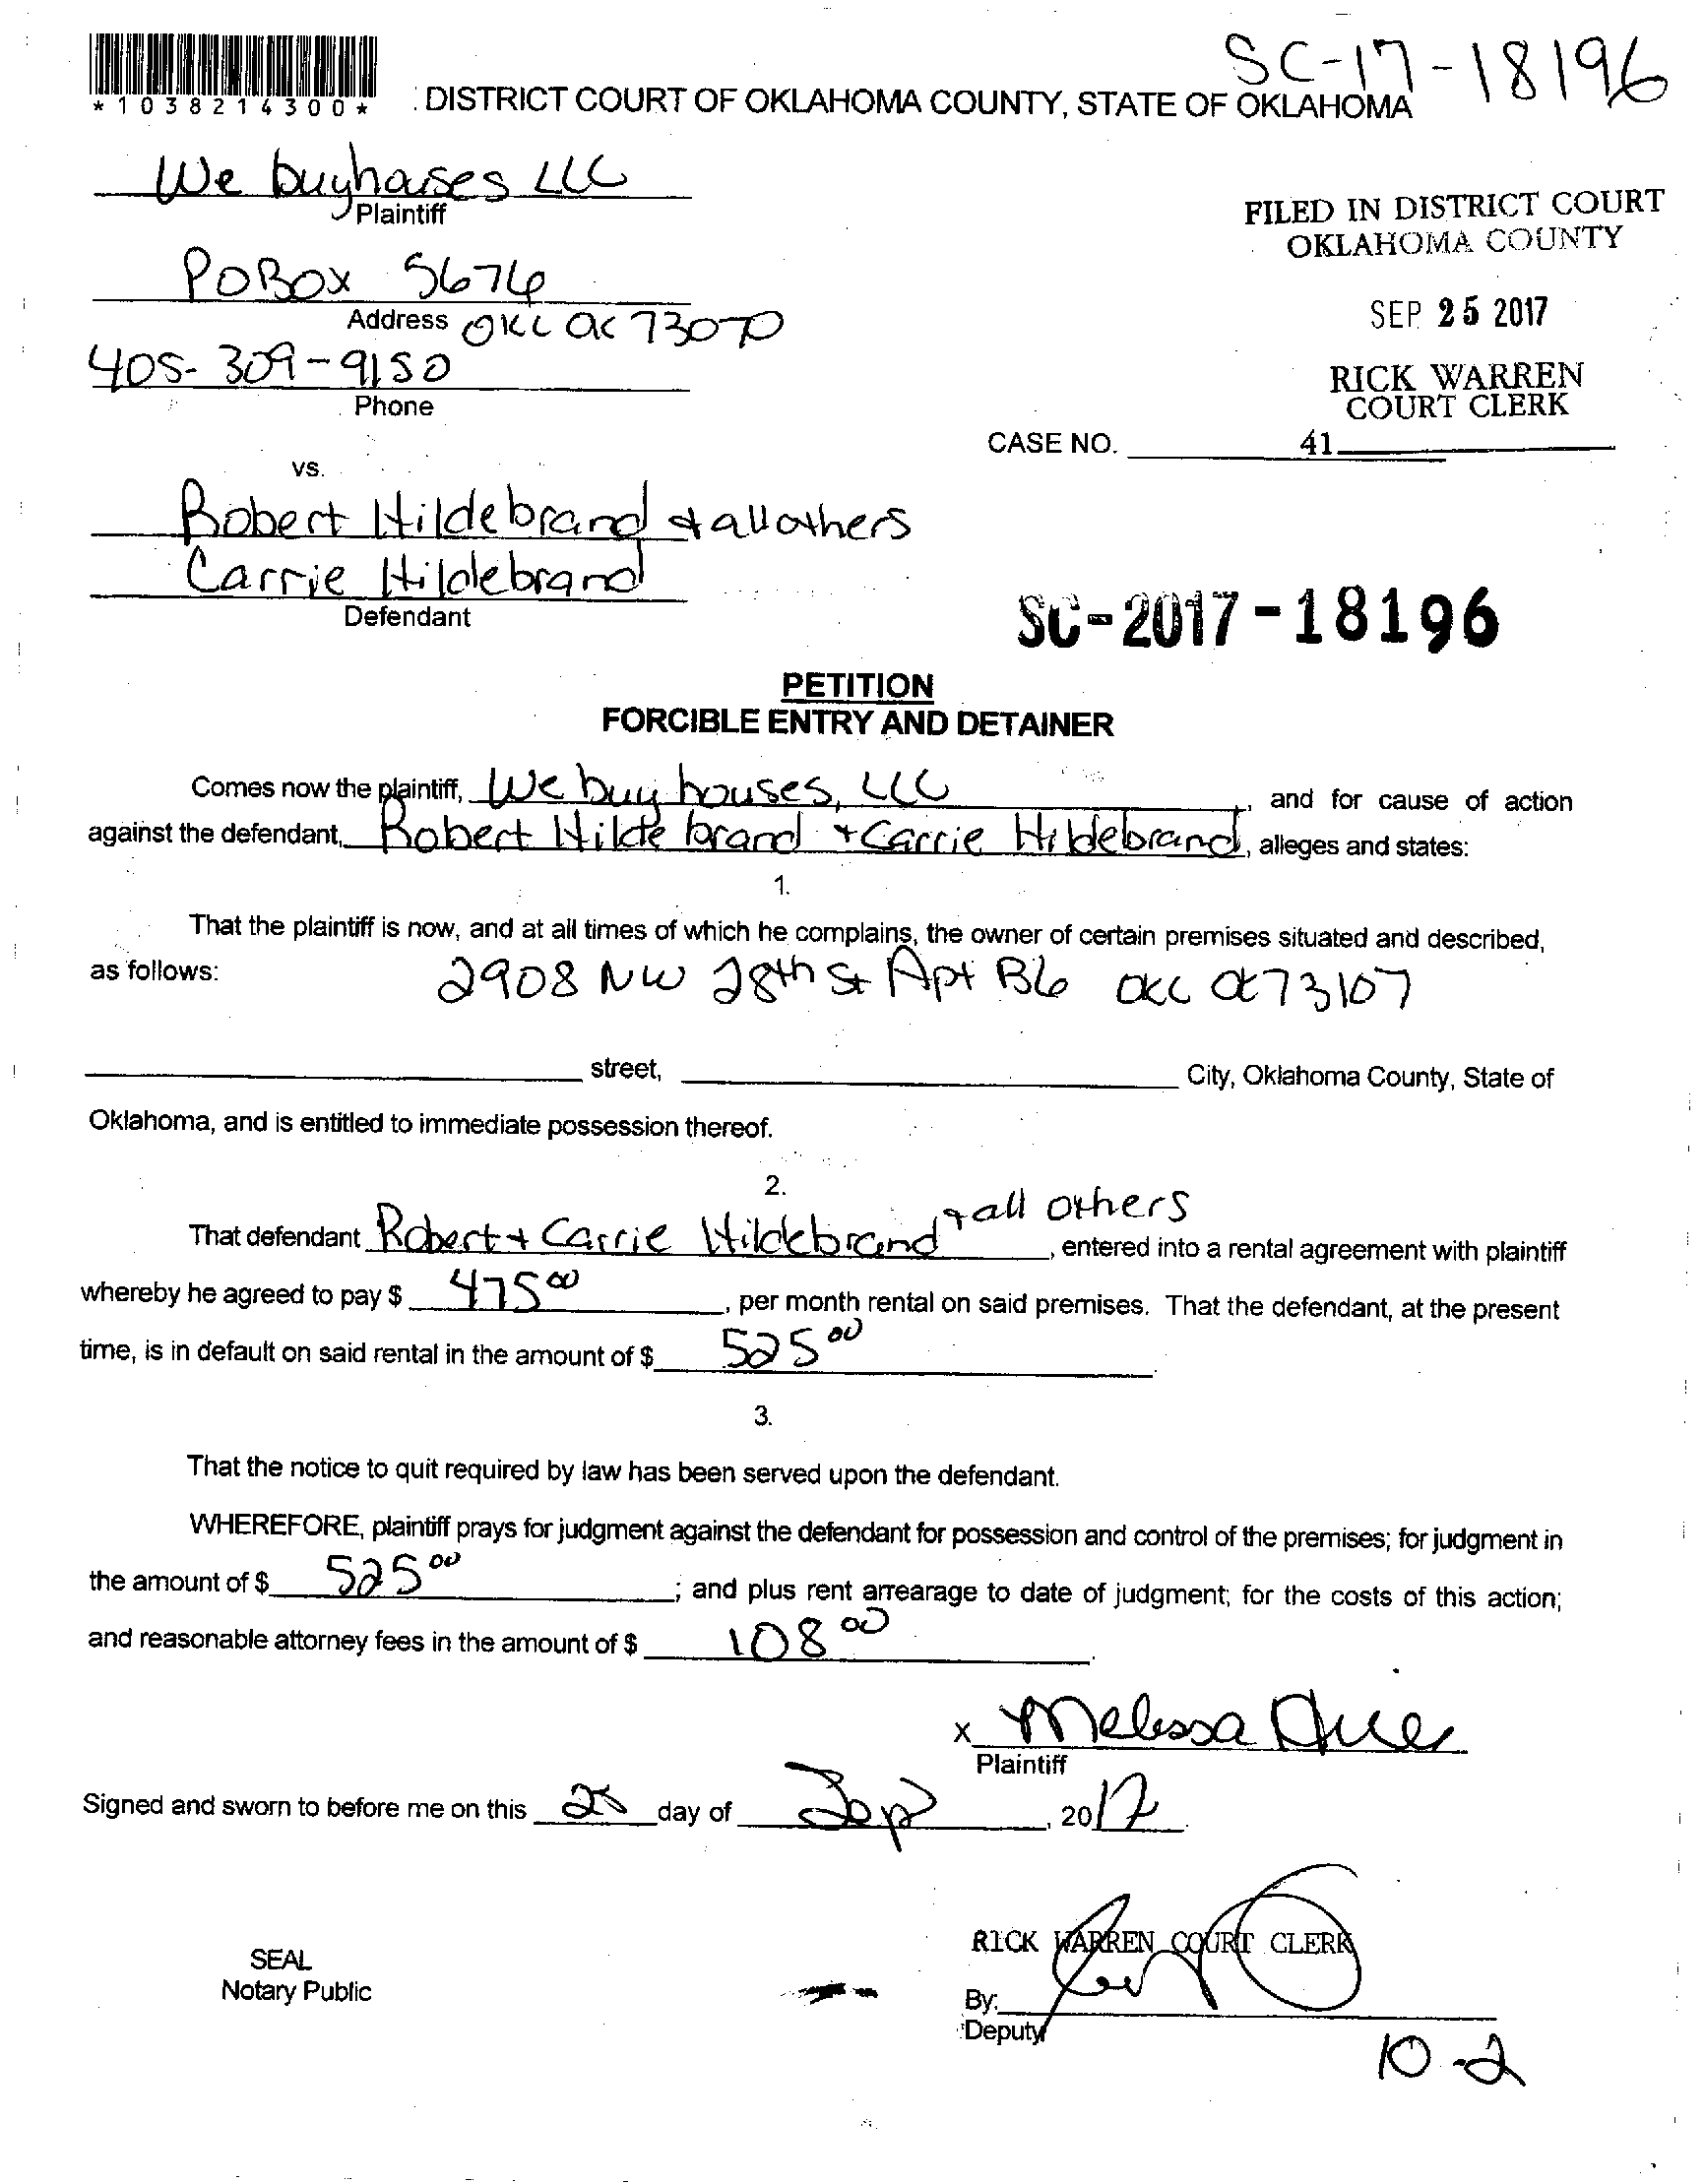 SC-17-18196
*1038214300*
: DISTRICT COURT OF OKLAHOMA COUNTY, STATE OF OKLAHOMA
We buyhouses LLC
Plaintiff
FILED IN DISTRICT COURT
OKLAHOMA COUNTY
POBox 5676
Address OKC OK 73070
SEP 25 2017
405-309-9150
Phone
RICK WARREN
COURT CLERK
CASE NO. 41
vs.
Robert Hildebrand + all others
Carrie Hildebrand
Defendant
SC-2017-18196
PETITION
FORCIBLE ENTRY AND DETAINER
Comes now the plaintiff, We buy houses, LLC, and for cause of action
against the defendant, Robert Hildebrand + Carrie Hildebrand, alleges and states:
1.
That the plaintiff is now, and at all times of which he complains, the owner of certain premises situated and described,
as follows: 2908 NW 28th St Apt B6 OKC OK 73107
street, City, Oklahoma County, State of
Oklahoma, and is entitled to immediate possession thereof.
2.
That defendant Robert + Carrie Hildebrand + all others, entered into a rental agreement with plaintiff
whereby he agreed to pay $ 475 00, per month rental on said premises. That the defendant, at the present
time, is in default on said rental in the amount of $ 525 00.
3.
That the notice to quit required by law has been served upon the defendant.
WHEREFORE, plaintiff prays for judgment against the defendant for possession and control of the premises; for judgment in
the amount of $ 525 00; and plus rent arrearage to date of judgment; for the costs of this action;
and reasonable attorney fees in the amount of $ 108 00.
x Melissa
Plaintiff
Signed and sworn to before me on this 25 day of Sep, 2017.
RICK WARREN COURT CLERK
SEAL
Notary Public
By:
Deputy
10-2